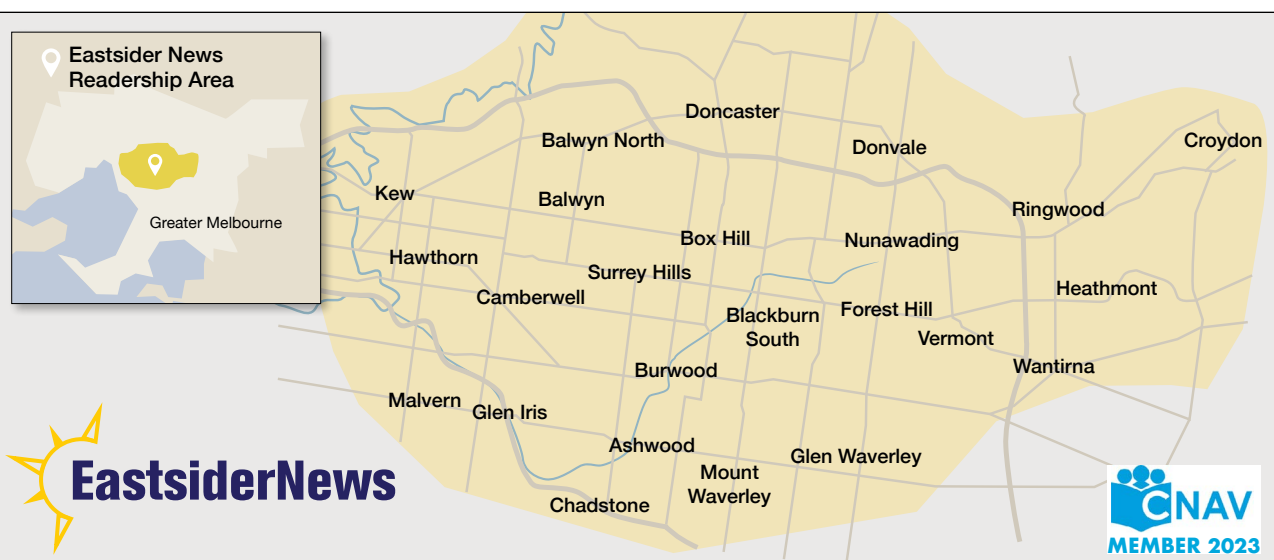 Eastsider News
Readership Area
Greater Melbourne
Doncaster
Balwyn North
Donvale
Croydon
Kew
Balwyn
Ringwood
Box Hill
Nunawading
Hawthorn
Surrey Hills
Camberwell
Heathmont
Blackburn
South
Forest Hill
Vermont
Burwood
Wantirna
Malvern
Glen Iris
Ashwood
Glen Waverley
Mount
Waverley
Chadstone
EastsiderNews
CNAV
MEMBER 2023